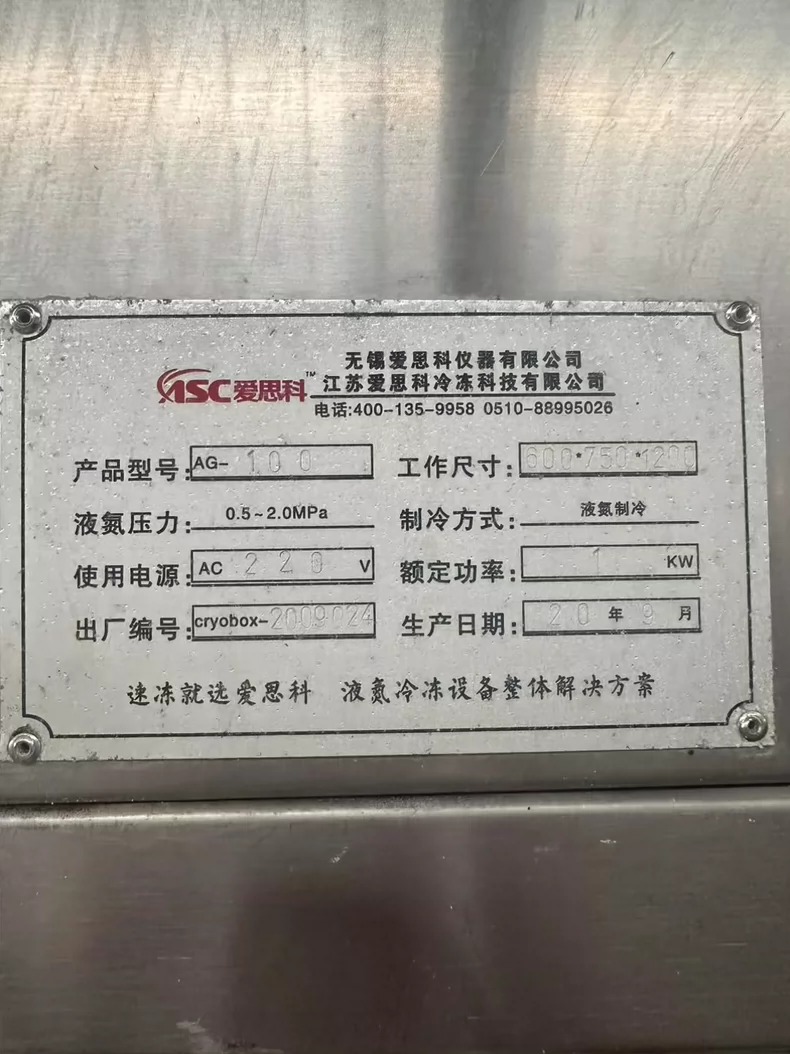 无锡爱思科仪器有限公司
ASC爱思科™ 江苏爱思科冷冻科技有限公司
电话:400-135-9958 0510-88995026
产品型号: AG-100 工作尺寸: 600*750*1200
液氮压力: 0.5~2.0MPa 制冷方式: 液氮制冷
使用电源: AC 220 V 额定功率: 1 KW
出厂编号: cryobox-2009024 生产日期: 20年9月
速冻就选爱思科 液氮冷冻设备整体解决方案